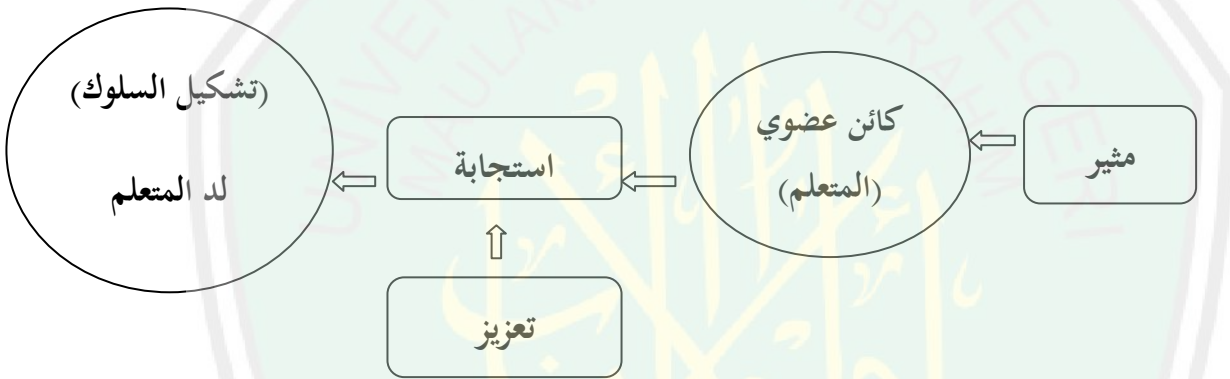 مثير
كائن عضوي
(المتعلم)
استجابة
تعزيز
(تشكيل السلوك)
لد المتعلم